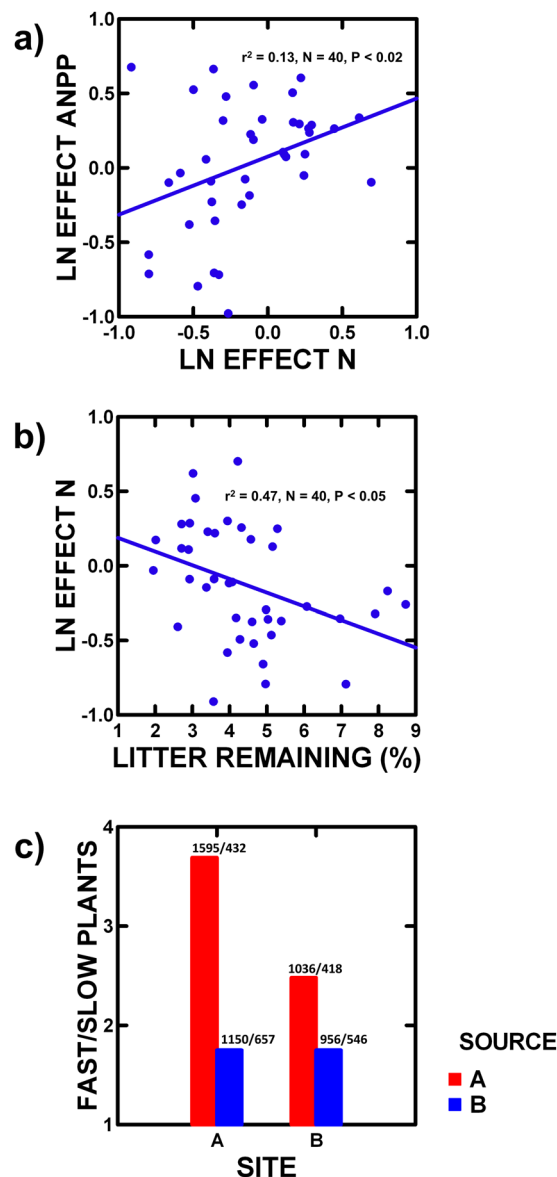 a)
r² = 0.13, N = 40, P < 0.02
LN EFFECT ANPP
1.0
0.5
0.0
-0.5
-1.0
-1.0 -0.5 0.0 0.5 1.0
LN EFFECT N
b)
r² = 0.47, N = 40, P < 0.05
LN EFFECT N
1.0
0.5
0.0
-0.5
-1.0
1 2 3 4 5 6 7 8 9
LITTER REMAINING (%)
c)
FAST/SLOW PLANTS
4
3
2
1
1595/432
1036/418
1150/657
956/546
A B
SITE
SOURCE
A
B